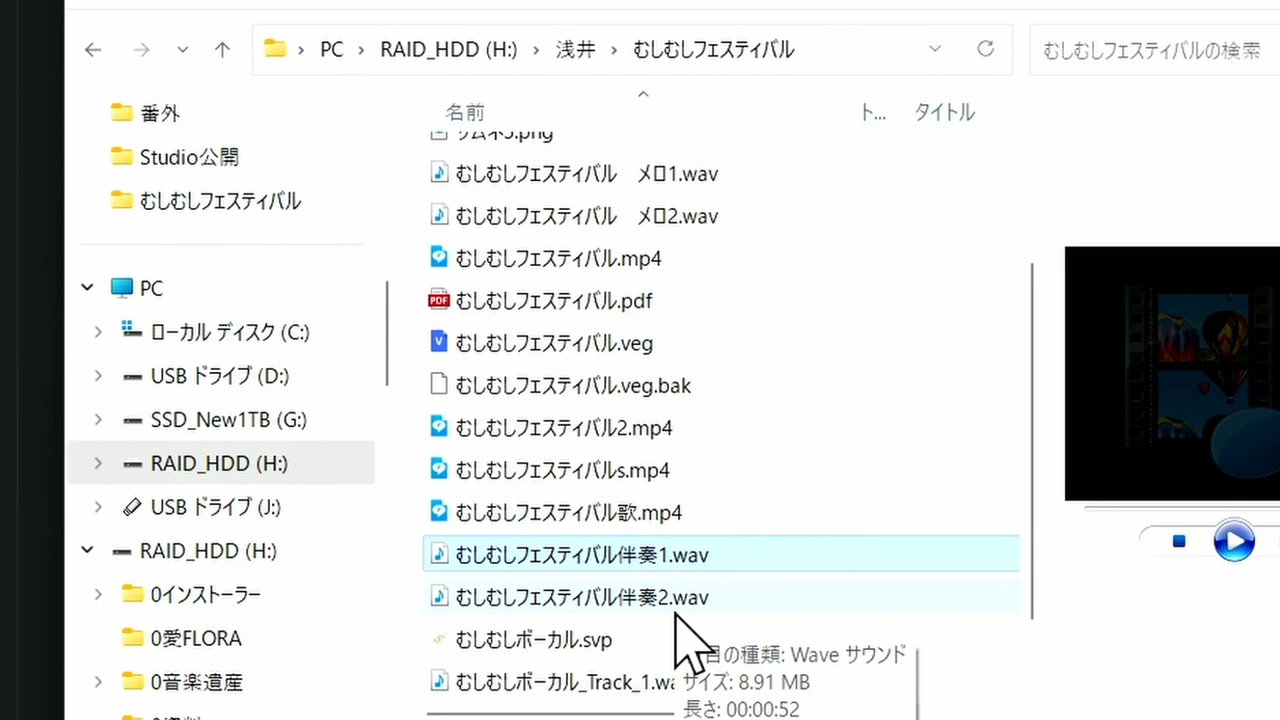 PC › RAID_HDD (H:) › 浅井 › むしむしフェスティバル
むしむしフェスティバルの検索
番外
Studio公開
むしむしフェスティバル
PC
ローカル ディスク (C:)
USB ドライブ (D:)
SSD_New1TB (G:)
RAID_HDD (H:)
USB ドライブ (J:)
RAID_HDD (H:)
0インストーラー
0愛FLORA
0音楽遺産
名前
ト...
タイトル
サムネ3.png
むしむしフェスティバル　メロ1.wav
むしむしフェスティバル　メロ2.wav
むしむしフェスティバル.mp4
PDF
むしむしフェスティバル.pdf
V
むしむしフェスティバル.veg
むしむしフェスティバル.veg.bak
むしむしフェスティバル2.mp4
むしむしフェスティバルs.mp4
むしむしフェスティバル歌.mp4
むしむしフェスティバル伴奏1.wav
むしむしフェスティバル伴奏2.wav
むしむしボーカル.svp
むしむしボーカル_Track_1.wa
目の種類: Wave サウンド
サイズ: 8.91 MB
長さ: 00:00:52